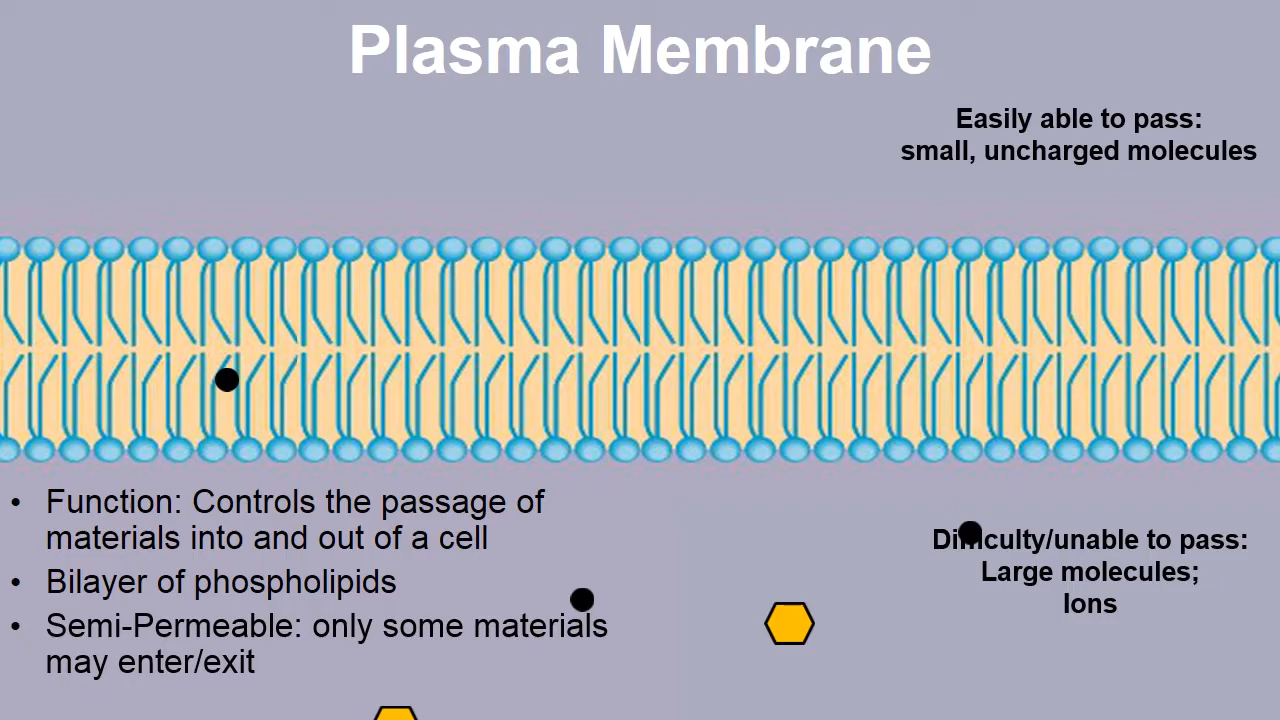 Plasma Membrane
Easily able to pass:
small, uncharged molecules
• Function: Controls the passage of
materials into and out of a cell
• Bilayer of phospholipids
• Semi-Permeable: only some materials
may enter/exit
Difficulty/unable to pass:
Large molecules;
Ions